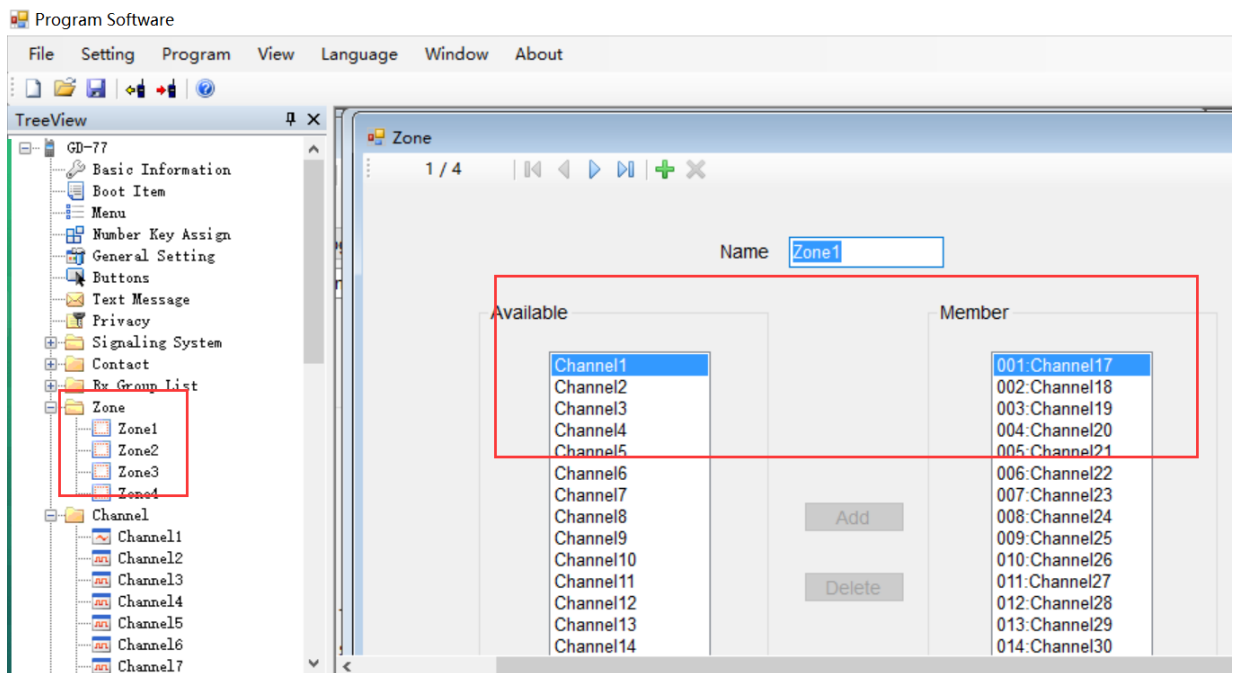 Program Software
File Setting Program View Language Window About
TreeView
GD-77
Basic Information
Boot Item
Menu
Number Key Assign
General Setting
Buttons
Text Message
Privacy
Signaling System
Contact
Rx Group List
Zone
Zone1
Zone2
Zone3
Zone4
Channel
Channel1
Channel2
Channel3
Channel4
Channel5
Channel6
Channel7
Zone
1 / 4
Name Zone1
Available
Channel1
Channel2
Channel3
Channel4
Channel5
Channel6
Channel7
Channel8
Channel9
Channel10
Channel11
Channel12
Channel13
Channel14
Add
Delete
Member
001:Channel17
002:Channel18
003:Channel19
004:Channel20
005:Channel21
006:Channel22
007:Channel23
008:Channel24
009:Channel25
010:Channel26
011:Channel27
012:Channel28
013:Channel29
014:Channel30